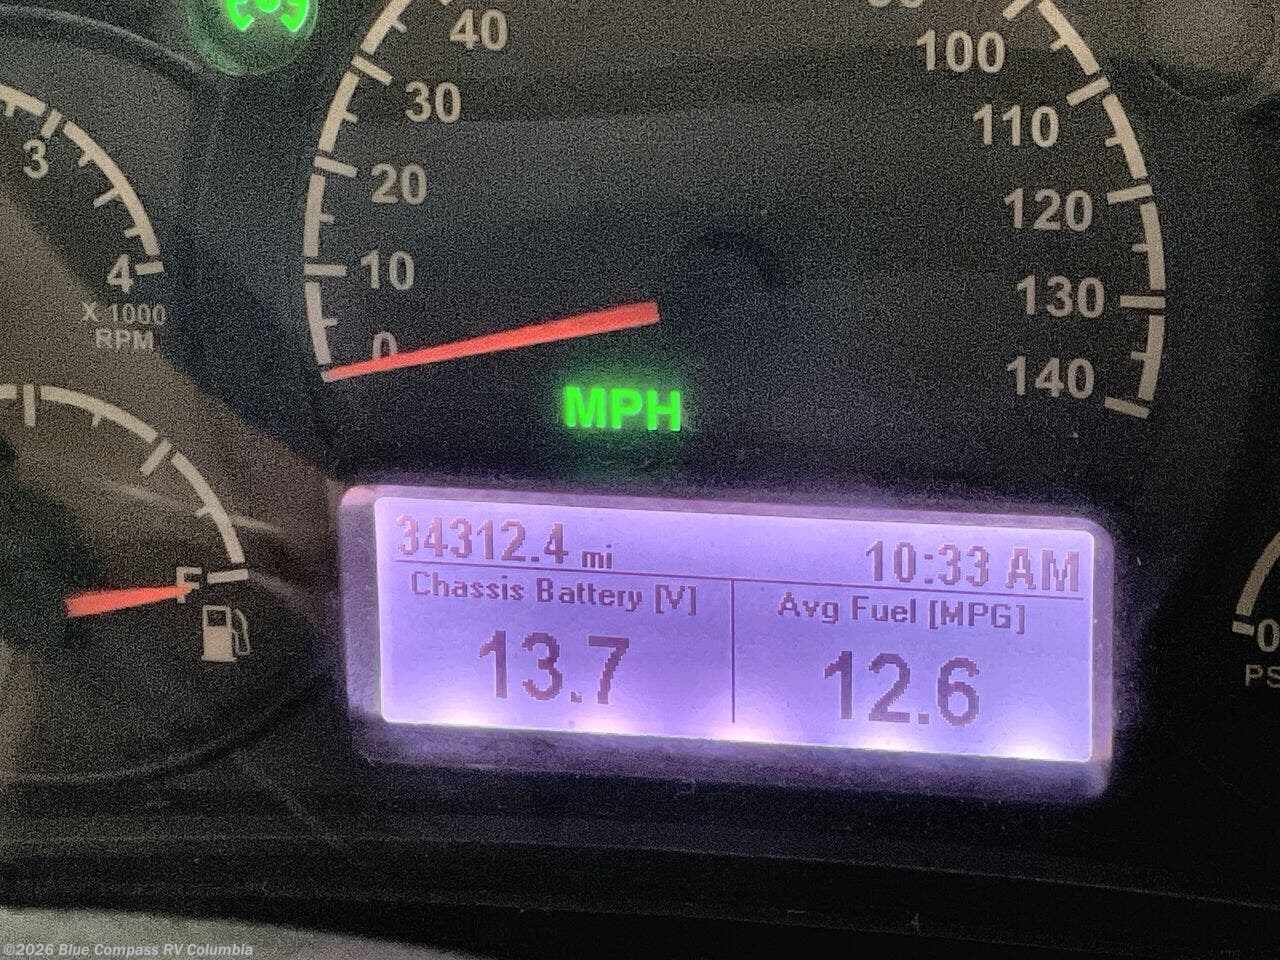 40
30
20
10
0
MPH
100
110
120
130
140
3
4
X 1000
RPM
F
34312.4 mi
10:33 AM
Chassis Battery [V]
13.7
Avg Fuel [MPG]
12.6
0
©2026 Blue Compass RV Columbia